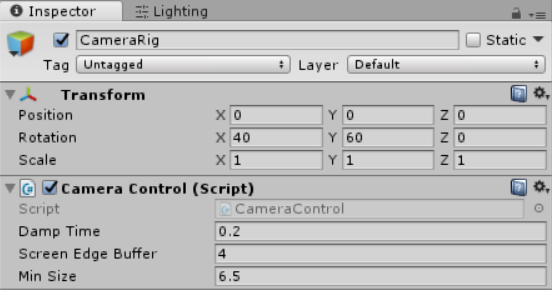 Inspector Lighting
CameraRig Static
Tag Untagged Layer Default
Transform
Position X 0 Y 0 Z 0
Rotation X 40 Y 60 Z 0
Scale X 1 Y 1 Z 1
Camera Control (Script)
Script CameraControl
Damp Time 0.2
Screen Edge Buffer 4
Min Size 6.5